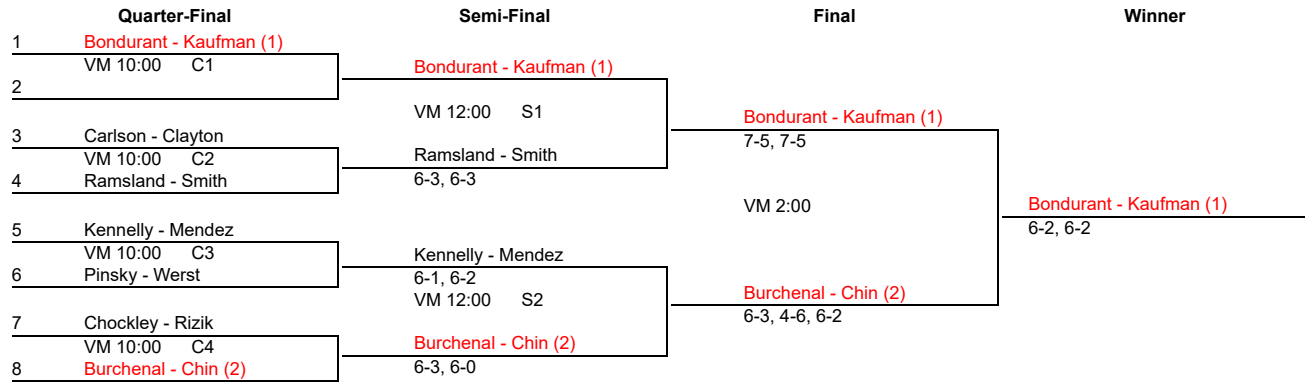 Quarter-Final Semi-Final Final Winner
1 Bondurant - Kaufman (1)
VM 10:00 C1
2
Bondurant - Kaufman (1)
VM 12:00 S1
3 Carlson - Clayton
VM 10:00 C2
4 Ramsland - Smith
Ramsland - Smith
6-3, 6-3
Bondurant - Kaufman (1)
7-5, 7-5
VM 2:00
Bondurant - Kaufman (1)
6-2, 6-2
5 Kennelly - Mendez
VM 10:00 C3
6 Pinsky - Werst
Kennelly - Mendez
6-1, 6-2
VM 12:00 S2
Burchenal - Chin (2)
6-3, 4-6, 6-2
7 Chockley - Rizik
VM 10:00 C4
8 Burchenal - Chin (2)
Burchenal - Chin (2)
6-3, 6-0